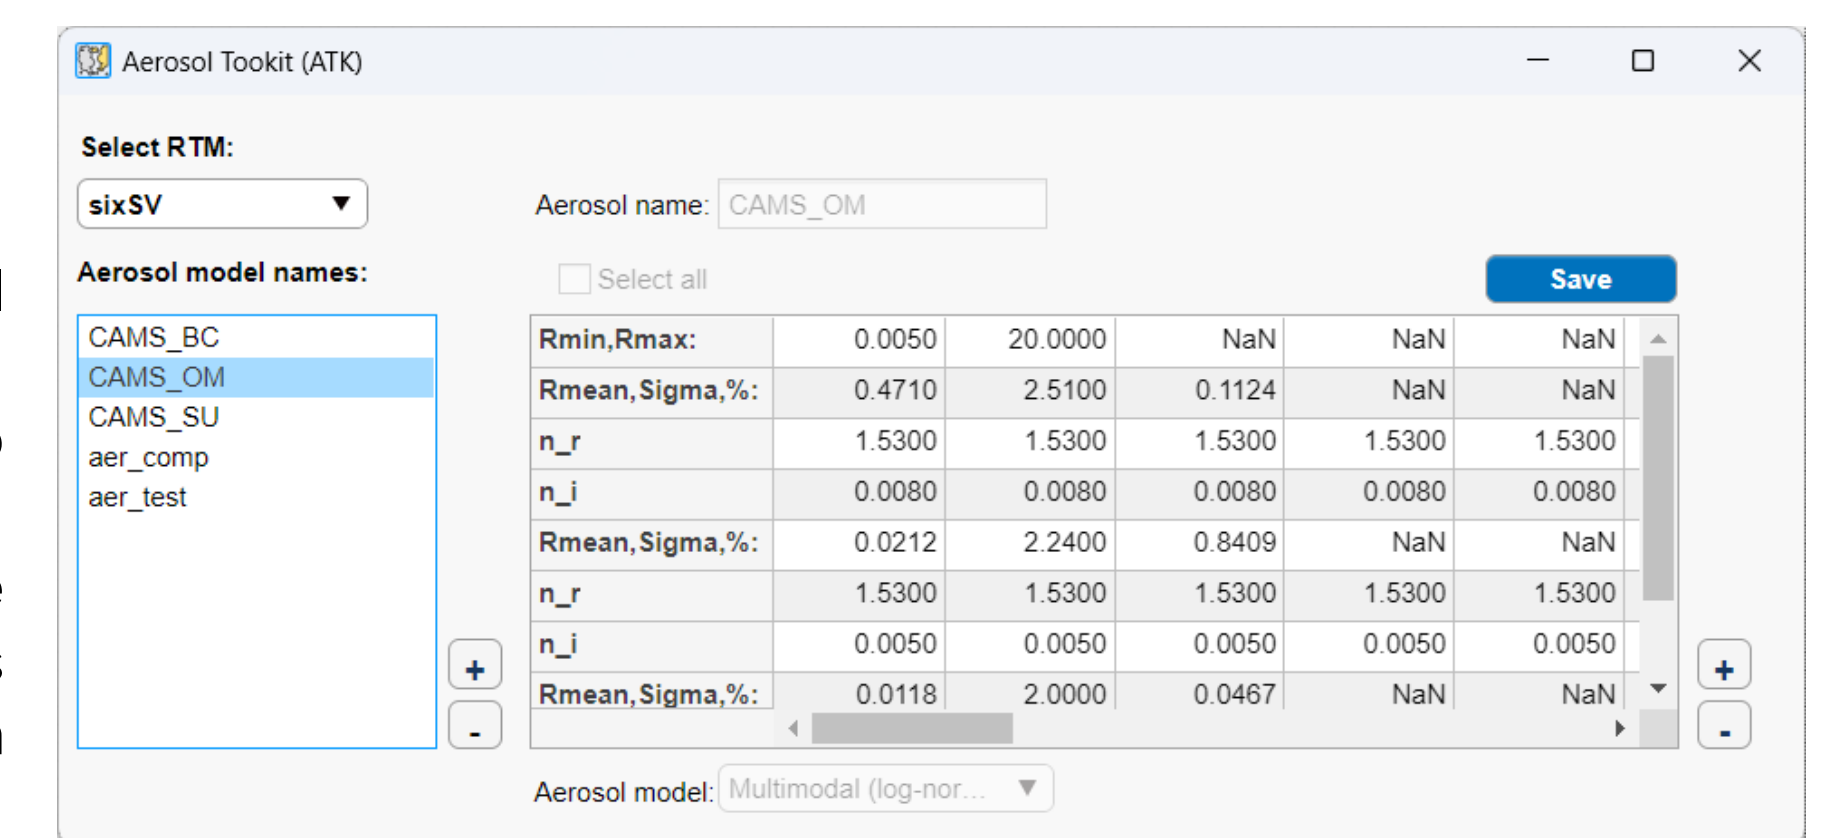 Aerosol Tookit (ATK)
Select RTM:
sixSV
Aerosol name: CAMS_OM
Aerosol model names:
Select all
Save
CAMS_BC
CAMS_OM
CAMS_SU
aer_comp
aer_test
+
-
Rmin,Rmax: 0.0050 20.0000 NaN NaN NaN
Rmean,Sigma,%: 0.4710 2.5100 0.1124 NaN NaN
n_r 1.5300 1.5300 1.5300 1.5300 1.5300
n_i 0.0080 0.0080 0.0080 0.0080 0.0080
Rmean,Sigma,%: 0.0212 2.2400 0.8409 NaN NaN
n_r 1.5300 1.5300 1.5300 1.5300 1.5300
n_i 0.0050 0.0050 0.0050 0.0050 0.0050
Rmean,Sigma,%: 0.0118 2.0000 0.0467 NaN NaN
+
-
Aerosol model: Multimodal (log-nor...